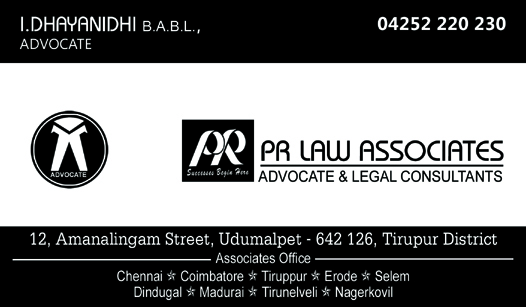 I.DHAYANIDHI B.A.B.L.,
ADVOCATE
04252 220 230
ADVOCATE
PR
Successes Begin Here
PR LAW ASSOCIATES
ADVOCATE & LEGAL CONSULTANTS
12, Amanalingam Street, Udumalpet - 642 126, Tirupur District
Associates Office
Chennai ☆ Coimbatore ☆ Tiruppur ☆ Erode ☆ Selem
Dindugal ☆ Madurai ☆ Tirunelveli ☆ Nagerkovil